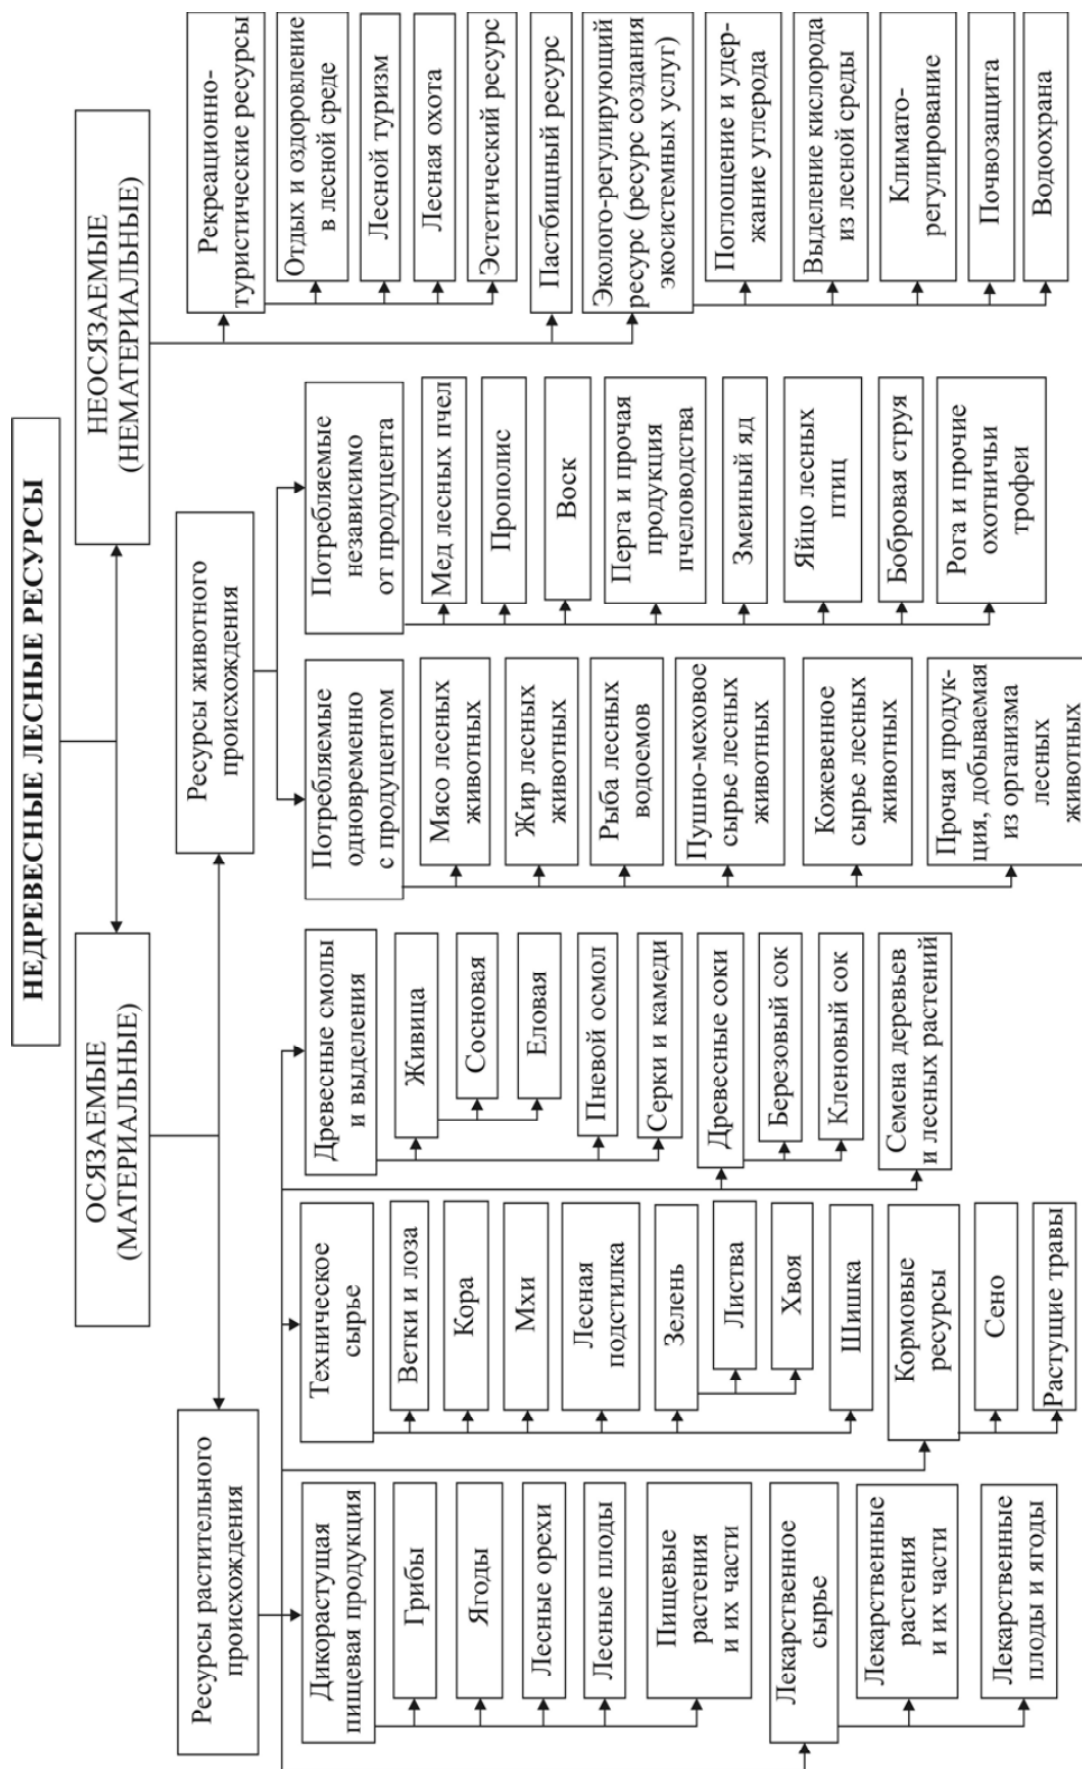 НЕДРЕВЕСНЫЕ ЛЕСНЫЕ РЕСУРСЫ
ОСЯЗАЕМЫЕ
(МАТЕРИАЛЬНЫЕ)
НЕОСЯЗАЕМЫЕ
(НЕМАТЕРИАЛЬНЫЕ)
Ресурсы растительного
происхождения
Ресурсы животного
происхождения
Дикорастущая
пищевая продукция
Грибы
Ягоды
Лесные орехи
Лесные плоды
Пищевые
растения
и их части
Лекарственное
сырье
Лекарственные
растения
и их части
Лекарственные
плоды и ягоды
Техническое
сырье
Ветки и лоза
Кора
Мхи
Лесная
подстилка
Зелень
Листва
Хвоя
Шишка
Кормовые
ресурсы
Сено
Растущие травы
Древесные смолы
и выделения
Живица
Сосновая
Еловая
Пневой осмол
Серки и камеди
Древесные соки
Березовый сок
Кленовый сок
Семена деревьев
и лесных растений
Потребляемые
одновременно
с продуцентом
Мясо лесных
животных
Жир лесных
животных
Рыба лесных
водоемов
Пушно-меховое
сырье лесных
животных
Кожевенное
сырье лесных
животных
Прочая продук-
ция, добываемая
из организма
лесных
животных
Потребляемые
независимо
от продуцента
Мед лесных пчел
Прополис
Воск
Перга и прочая
продукция
пчеловодства
Змеиный яд
Яйцо лесных
птиц
Бобровая струя
Рога и прочие
охотничьи
трофеи
Рекреационно-
туристические ресурсы
Отдых и оздоровление
в лесной среде
Лесной туризм
Лесная охота
Эстетический ресурс
Пастбищный ресурс
Эколого-регулирующий
ресурс (ресурс создания
экосистемных услуг)
Поглощение и удер-
жание углерода
Выделение кислорода
из лесной среды
Климато-
регулирование
Почвозащита
Водоохрана